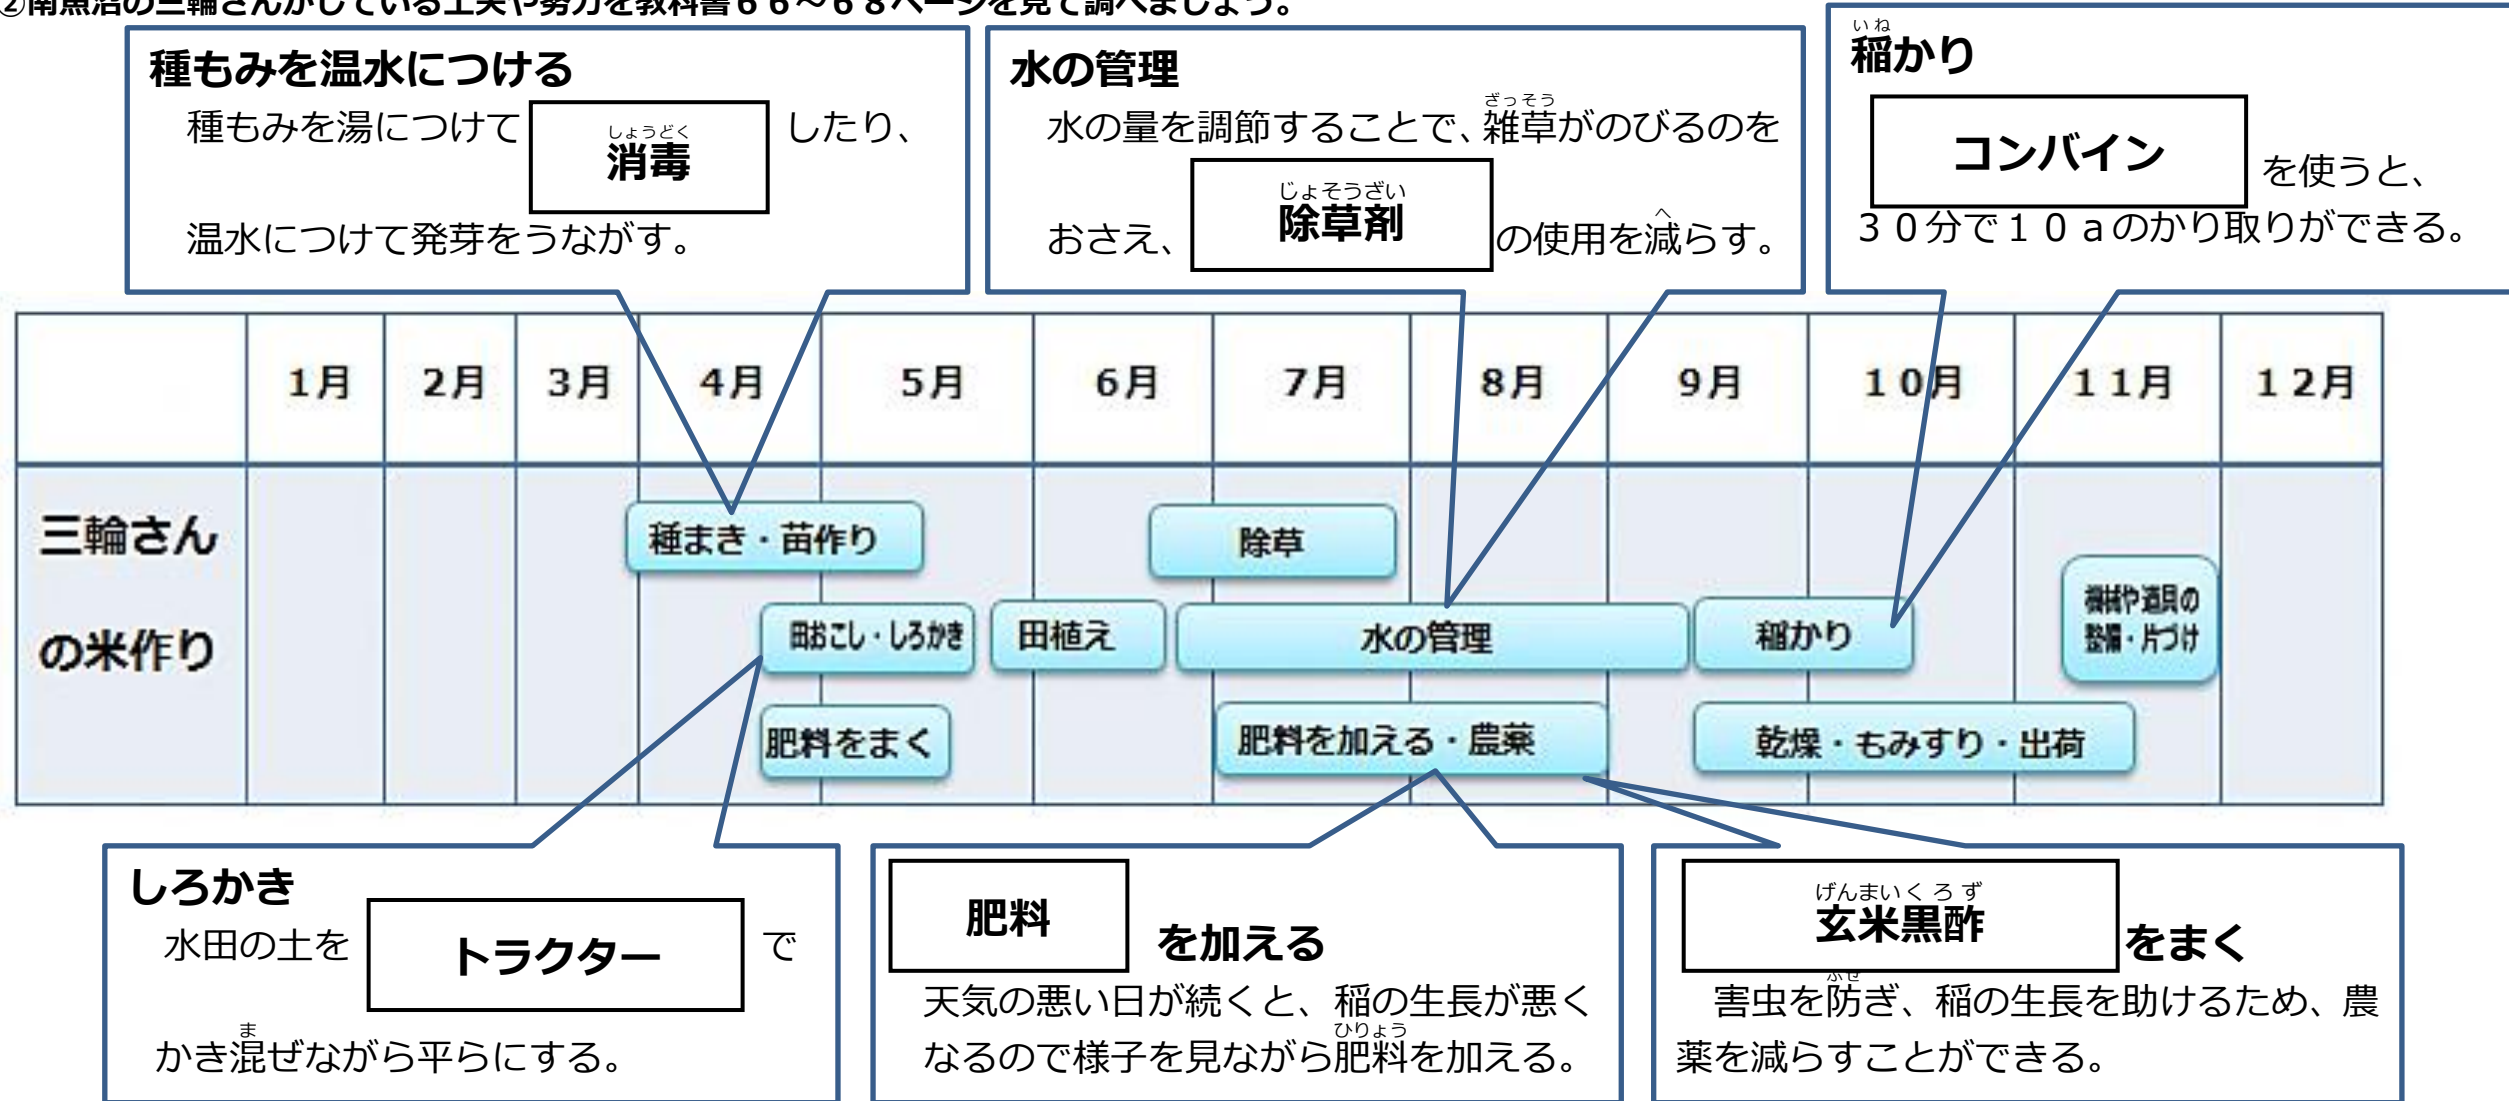 ②南魚沼の三輪さんがしている工夫や努力を教科書６６～６８ページを見て調べましょう。
種もみを温水につける
種もみを湯につけて
しょうどく
消毒
したり、
温水につけて発芽をうながす。
水の管理
ざっそう
水の量を調節することで、雑草がのびるのを
おさえ、
じょそうざい
除草剤
へ
の使用を減らす。
いね
稲かり
コンバイン
を使うと、
３０分で１０ａのかり取りができる。
1月 2月 3月 4月 5月 6月 7月 8月 9月 １０月 １１月 １２月
三輪さん
の米作り
種まき・苗作り
除草
田おこし・しろかき
田植え
水の管理
稲かり
機械や道具の
整備・片づけ
肥料をまく
肥料を加える・農薬
乾燥・もみすり・出荷
しろかき
水田の土を
トラクター
で
ま
かき混ぜながら平らにする。
肥料
を加える
天気の悪い日が続くと、稲の生長が悪く
ひりょう
なるので様子を見ながら肥料を加える。
げんまいくろず
玄米黒酢
をまく
ふせ
害虫を防ぎ、稲の生長を助けるため、農
薬を減らすことができる。